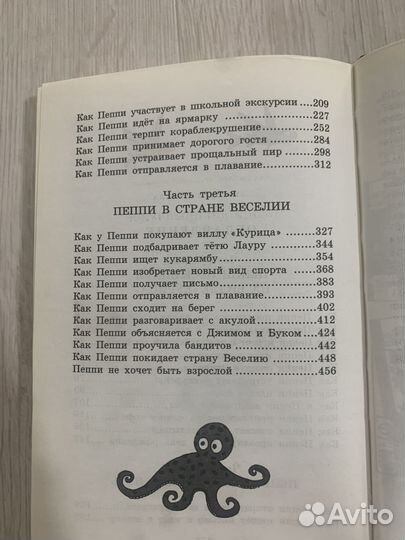 Как Пеппи участвует в школьной экскурсии .... 209
Как Пеппи идёт на ярмарку ........ 227
Как Пеппи терпит кораблекрушение ........ 252
Как Пеппи принимает дорогого гостя ........ 284
Как Пеппи устраивает прощальный пир ........ 298
Как Пеппи отправляется в плавание ........ 312
Часть третья
ПЕППИ В СТРАНЕ ВЕСЕЛИИ
Как у Пеппи покупают виллу «Курица» ........ 327
Как Пеппи подбадривает тётю Лауру ........ 344
Как Пеппи ищет кукарямбу ........ 354
Как Пеппи изобретает новый вид спорта ........ 368
Как Пеппи получает письмо ........ 383
Как Пеппи отправляется в плавание ........ 393
Как Пеппи сходит на берег ........ 402
Как Пеппи разговаривает с акулой ........ 412
Как Пеппи объясняется с Джимом и Буком ........ 424
Как Пеппи проучила бандитов ........ 442
Как Пеппи покидает страну Веселию ........ 448
Пеппи не хочет быть взрослой ........ 456
Avito